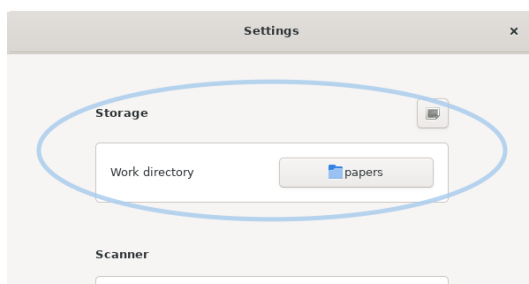 Settings
Storage
Work directory papers
Scanner